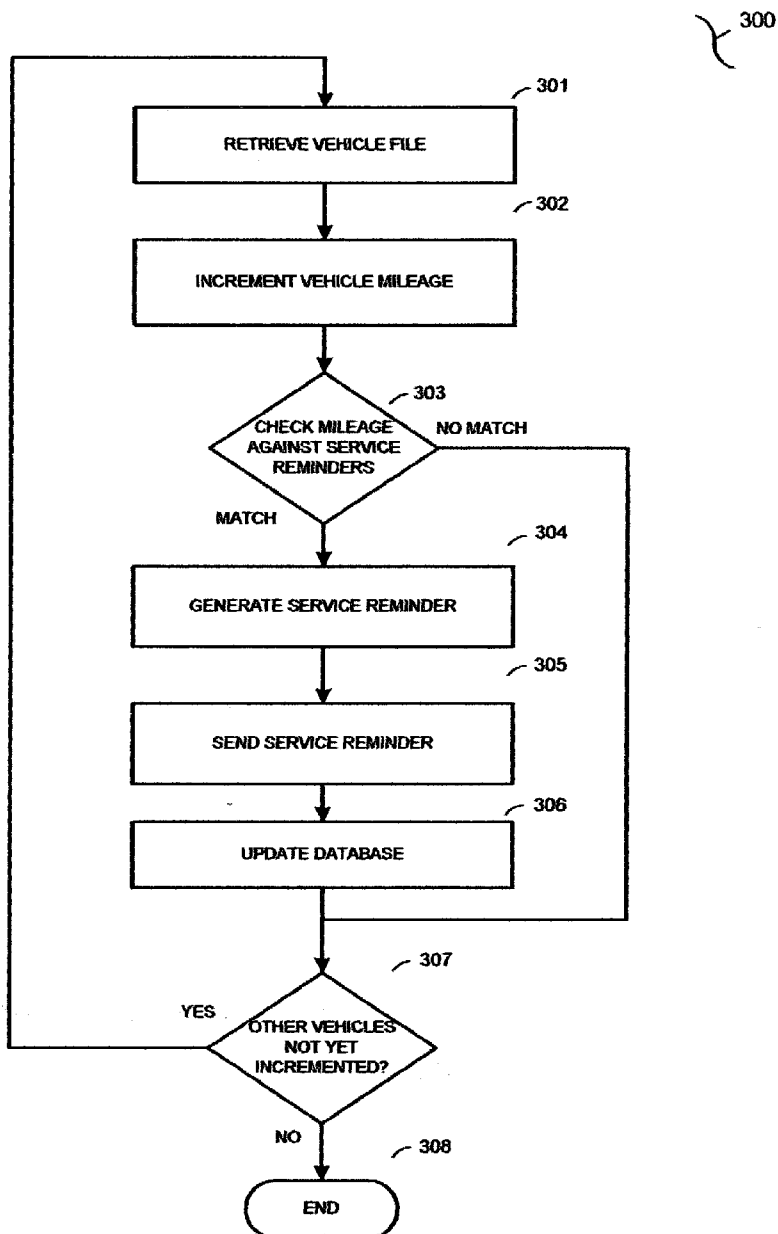 300
301
RETRIEVE VEHICLE FILE
302
INCREMENT VEHICLE MILEAGE
303
CHECK MILEAGE
AGAINST SERVICE
REMINDERS
NO MATCH
MATCH
304
GENERATE SERVICE REMINDER
305
SEND SERVICE REMINDER
306
UPDATE DATABASE
307
YES
OTHER VEHICLES
NOT YET
INCREMENTED?
NO
308
END